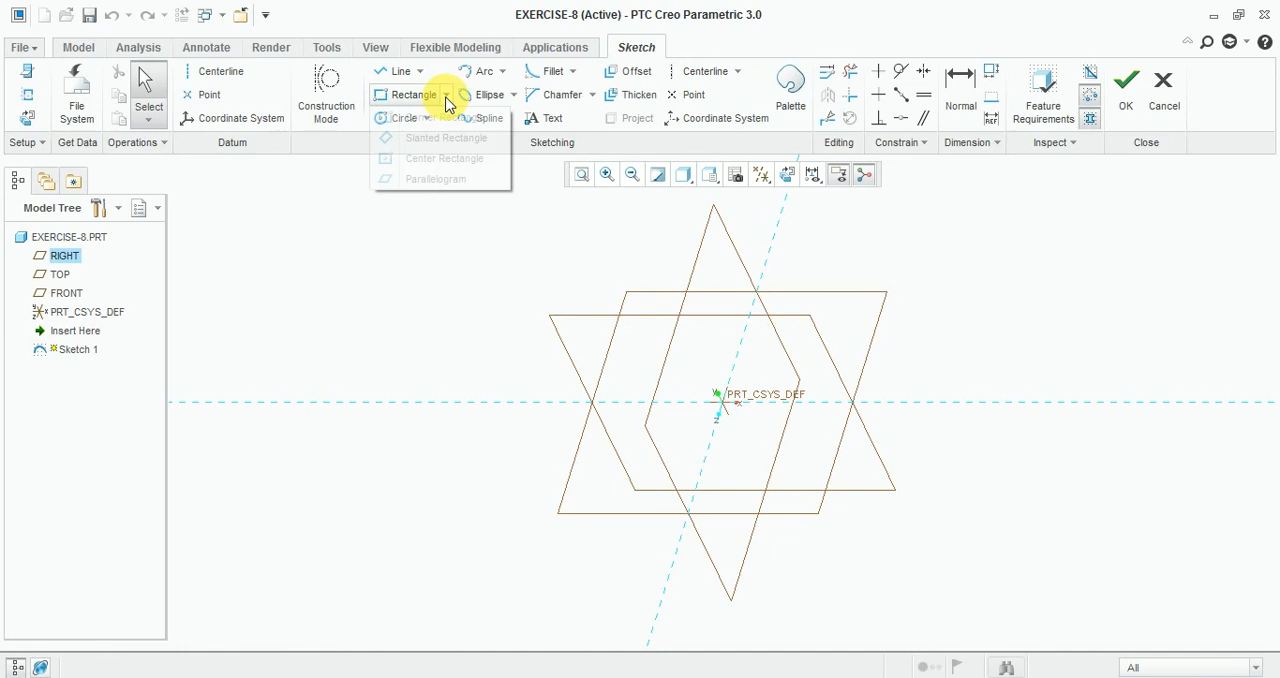 EXERCISE-8 (Active) - PTC Creo Parametric 3.0
File Model Analysis Annotate Render Tools View Flexible Modeling Applications Sketch
Centerline Line Arc Fillet Offset Centerline
Point Rectangle Ellipse Chamfer Thicken Point
Coordinate System Circle Spline Text Project Coordinate System
File System Select Construction Mode Palette Normal Feature Requirements OK Cancel
Setup Get Data Operations Datum Sketching Editing Constrain Dimension Inspect Close
Slanted Rectangle
Center Rectangle
Parallelogram
Model Tree
EXERCISE-8.PRT
RIGHT
TOP
FRONT
PRT_CSYS_DEF
Insert Here
Sketch 1
Y
PRT_CSYS_DEF
X
Z
All